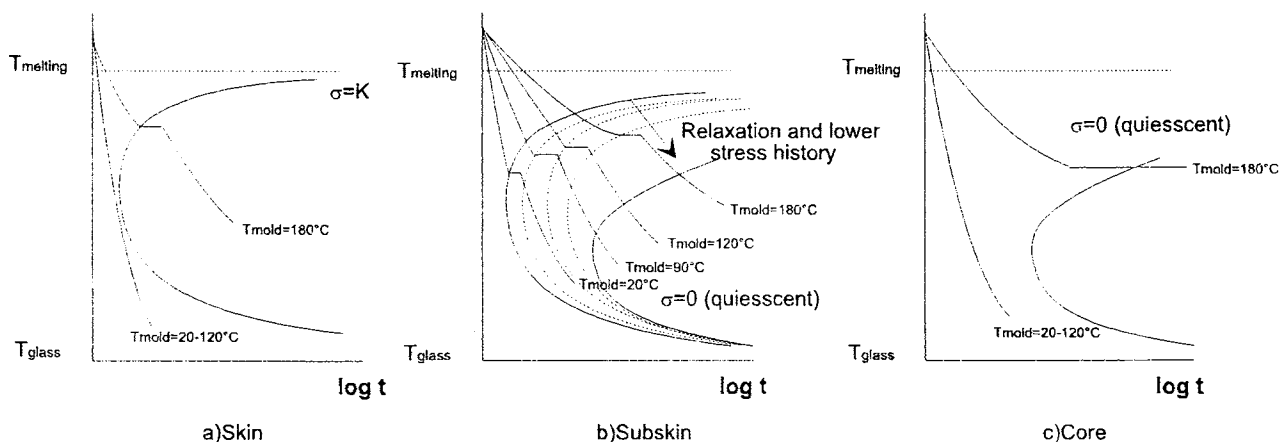 Tmelting
σ=K
Tmold=180°C
Tmold=20-120°C
Tglass
log t
a)Skin
Tmelting
Relaxation and lower
stress history
Tmold=180°C
Tmold=120°C
Tmold=90°C
Tmold=20°C
σ=0 (quiesscent)
Tglass
log t
b)Subskin
Tmelting
σ=0 (quiesscent)
Tmold=180°C
Tmold=20-120°C
Tglass
log t
c)Core